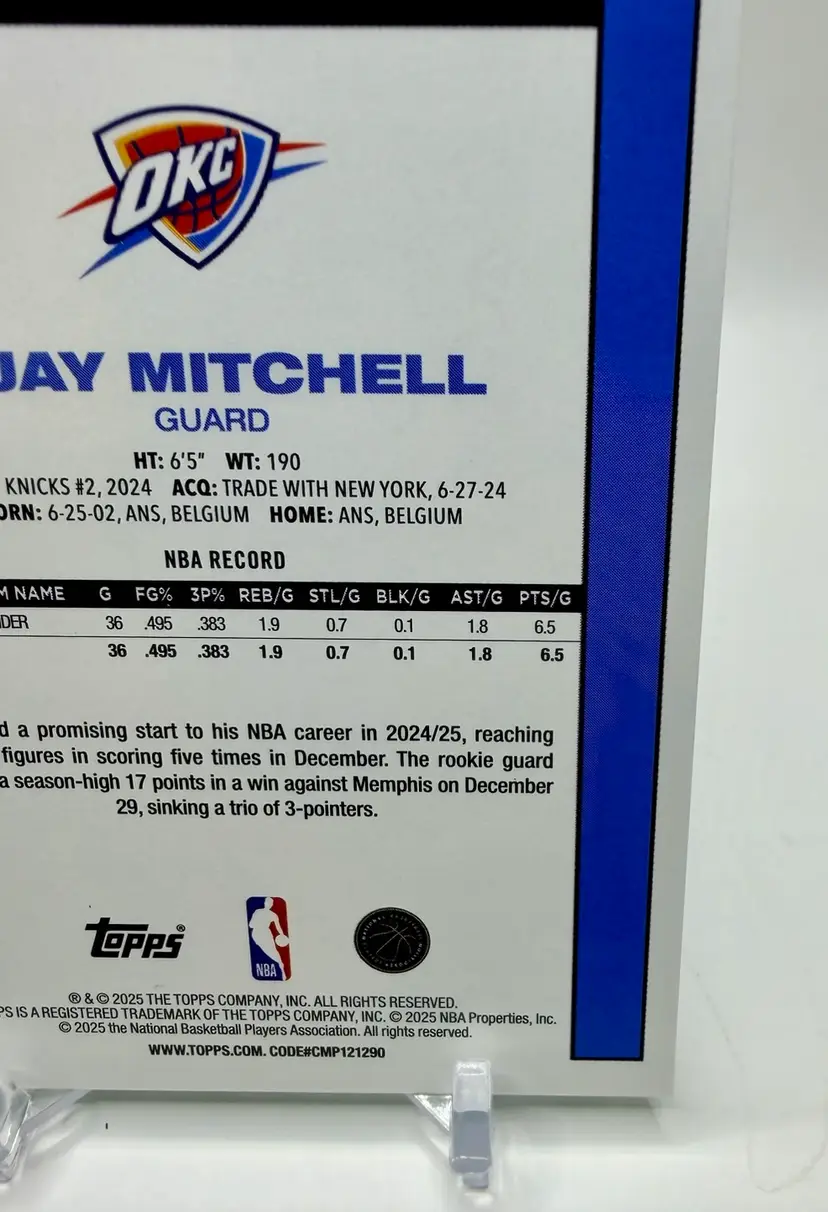 OKC
JAY MITCHELL
GUARD
HT: 6'5" WT: 190
KNICKS #2, 2024 ACQ: TRADE WITH NEW YORK, 6-27-24
ORN: 6-25-02, ANS, BELGIUM HOME: ANS, BELGIUM
NBA RECORD
M NAME G FG% 3P% REB/G STL/G BLK/G AST/G PTS/G
DER 36 .495 .383 1.9 0.7 0.1 1.8 6.5
36 .495 .383 1.9 0.7 0.1 1.8 6.5
d a promising start to his NBA career in 2024/25, reaching
figures in scoring five times in December. The rookie guard
a season-high 17 points in a win against Memphis on December
29, sinking a trio of 3-pointers.
topps®
NBA
® & © 2025 THE TOPPS COMPANY, INC. ALL RIGHTS RESERVED.
PS IS A REGISTERED TRADEMARK OF THE TOPPS COMPANY, INC. © 2025 NBA Properties, Inc.
© 2025 the National Basketball Players Association. All rights reserved.
WWW.TOPPS.COM. CODE#CMP121290